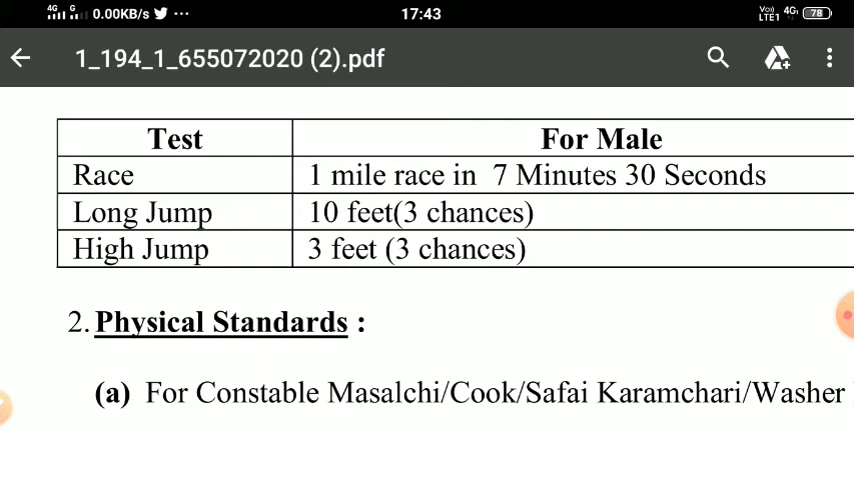 4G G 0.00KB/s ... 17:43 Vo)) LTE1 4G 78
1_194_1_655072020 (2).pdf
Test For Male
Race 1 mile race in 7 Minutes 30 Seconds
Long Jump 10 feet(3 chances)
High Jump 3 feet (3 chances)
2. Physical Standards :
(a) For Constable Masalchi/Cook/Safai Karamchari/Washer